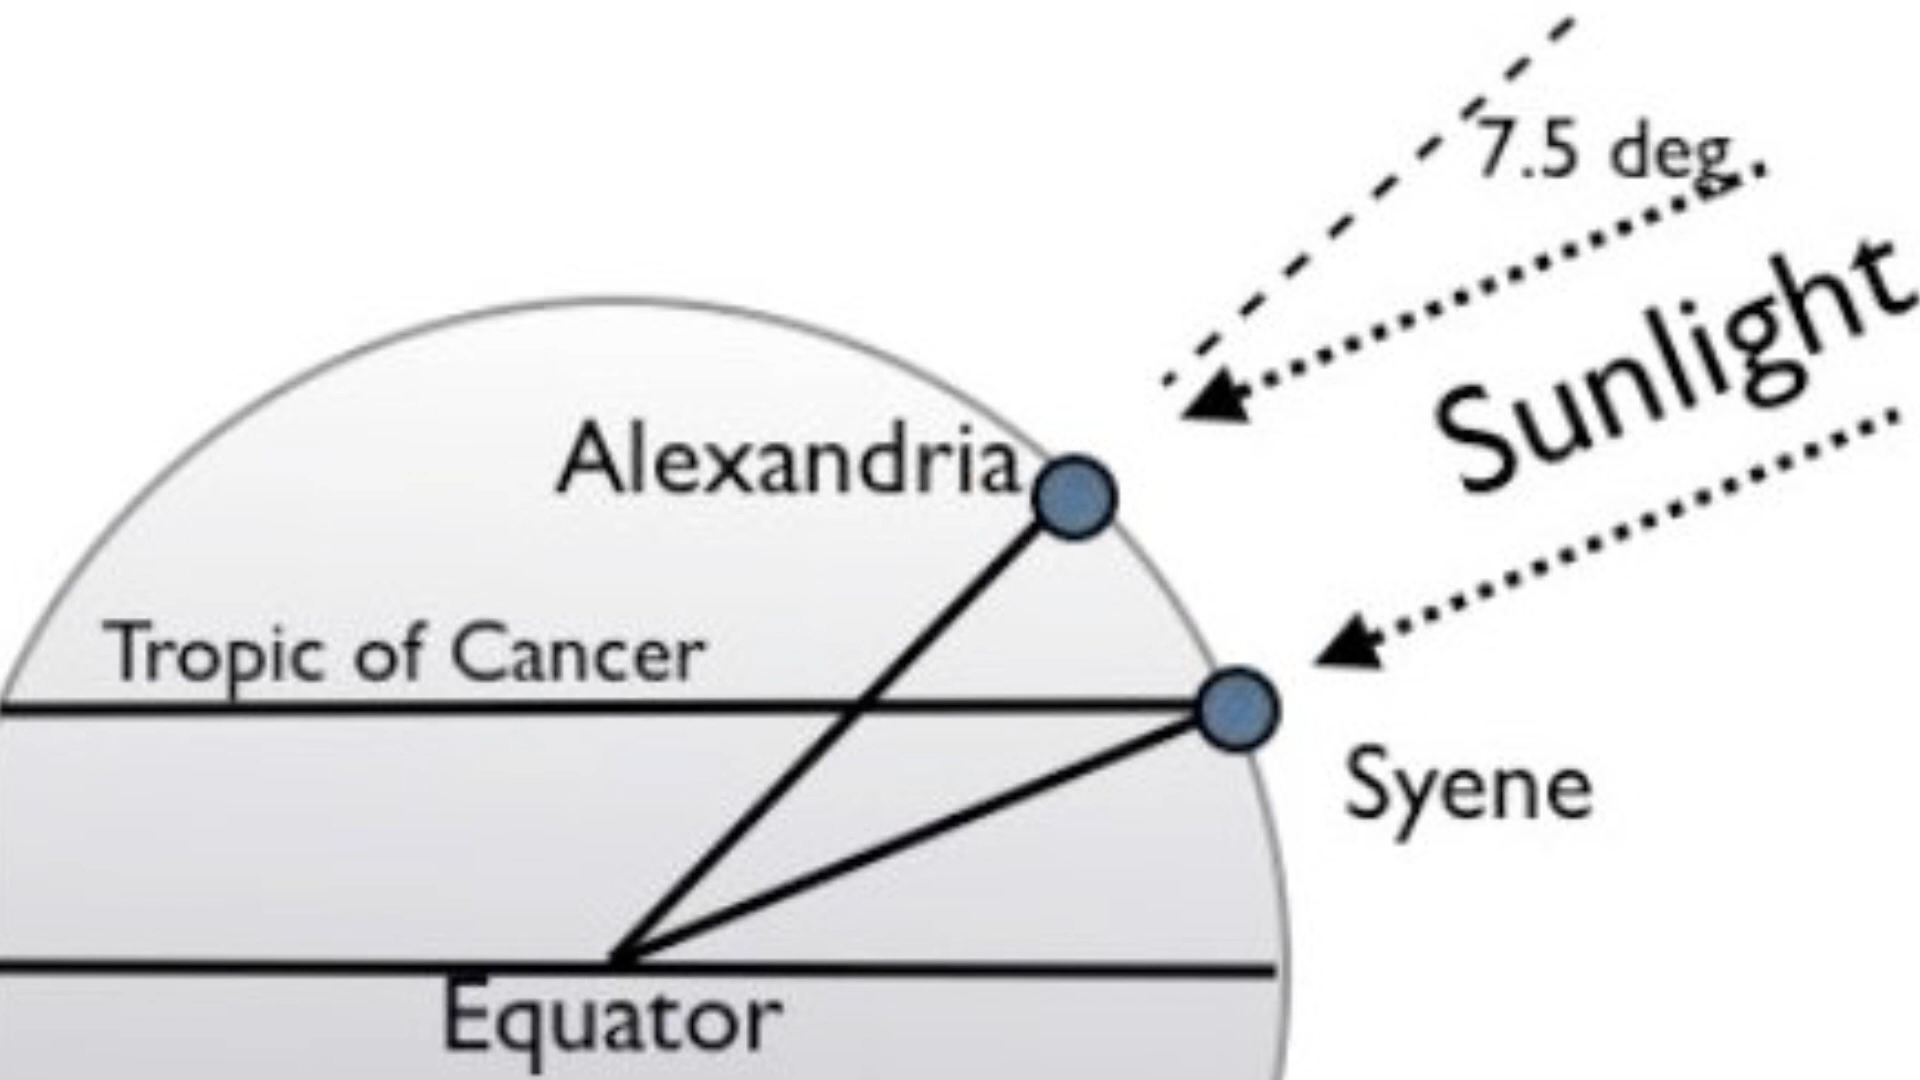 7.5 deg.
Sunlight
Alexandria
Tropic of Cancer
Syene
Equator